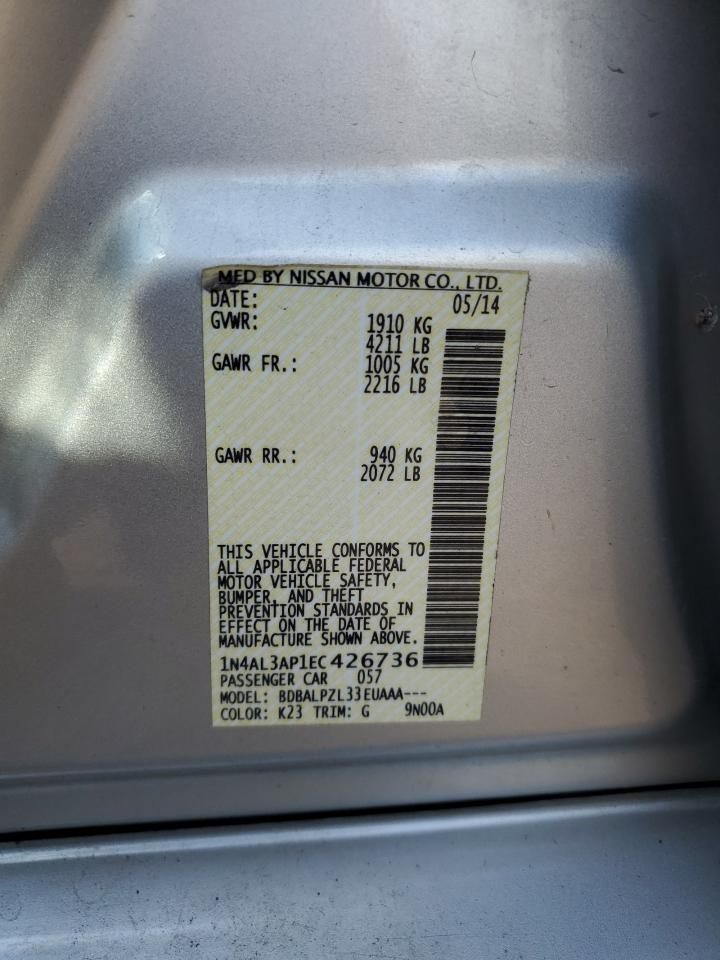 MFD BY NISSAN MOTOR CO., LTD.
DATE: 05/14
GVWR: 1910 KG
4211 LB
GAWR FR.: 1005 KG
2216 LB
GAWR RR.: 940 KG
2072 LB
THIS VEHICLE CONFORMS TO
ALL APPLICABLE FEDERAL
MOTOR VEHICLE SAFETY,
BUMPER, AND THEFT
PREVENTION STANDARDS IN
EFFECT ON THE DATE OF
MANUFACTURE SHOWN ABOVE.
1N4AL3AP1EC426736
PASSENGER CAR 057
MODEL: BDBALPZL33EUAAA---
COLOR: K23 TRIM: G 9N00A